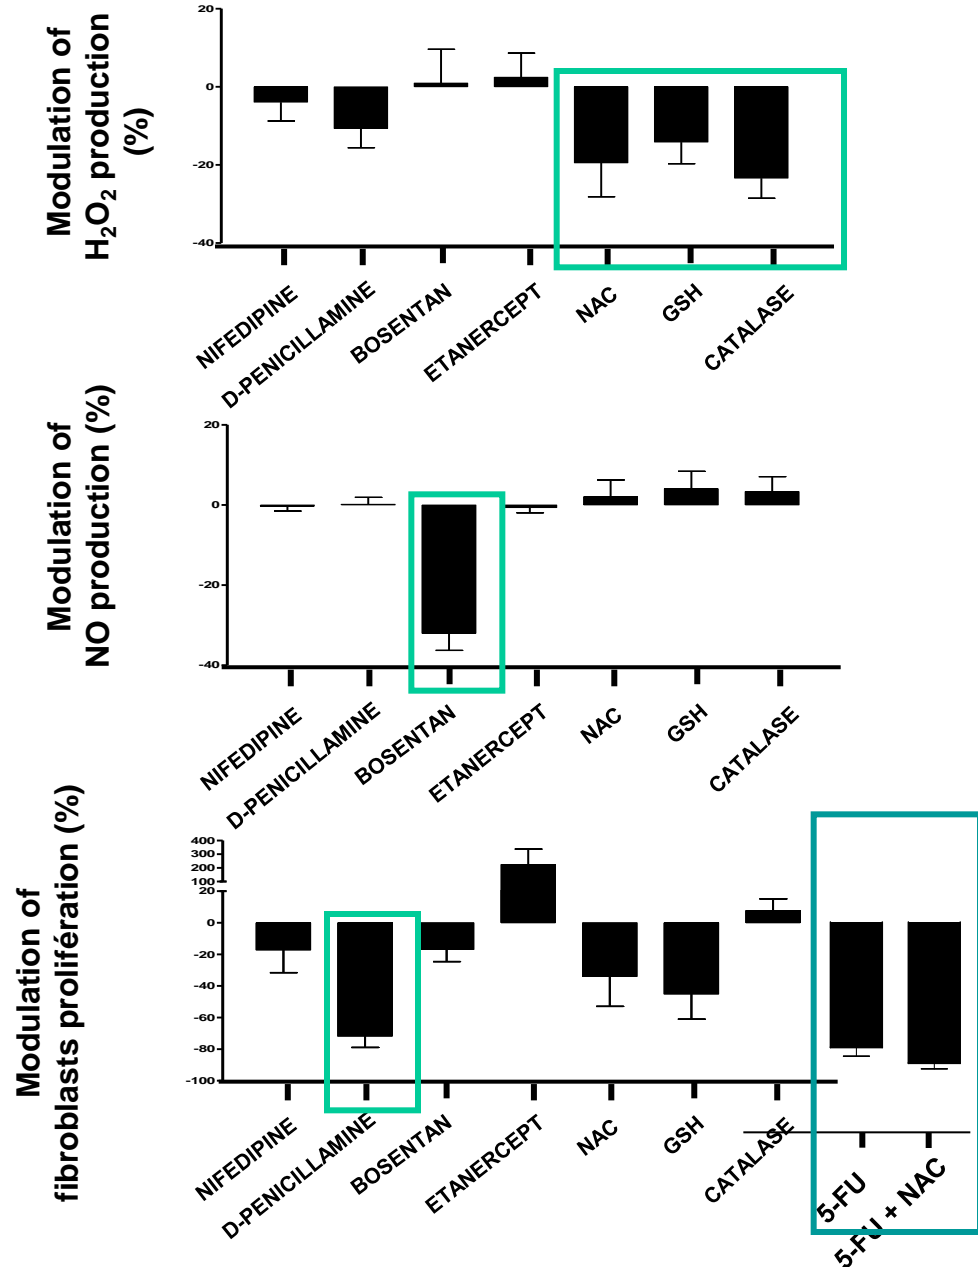 Modulation of
H₂O₂ production
(%)
20
0
-20
-40
NIFEDIPINE
D-PENICILLAMINE
BOSENTAN
ETANERCEPT
NAC
GSH
CATALASE
Modulation of
NO production (%)
20
0
-20
-40
NIFEDIPINE
D-PENICILLAMINE
BOSENTAN
ETANERCEPT
NAC
GSH
CATALASE
Modulation of
fibroblasts prolifération (%)
400
300
200
100
20
0
-20
-40
-60
-80
-100
NIFEDIPINE
D-PENICILLAMINE
BOSENTAN
ETANERCEPT
NAC
GSH
CATALASE
5-FU
5-FU + NAC